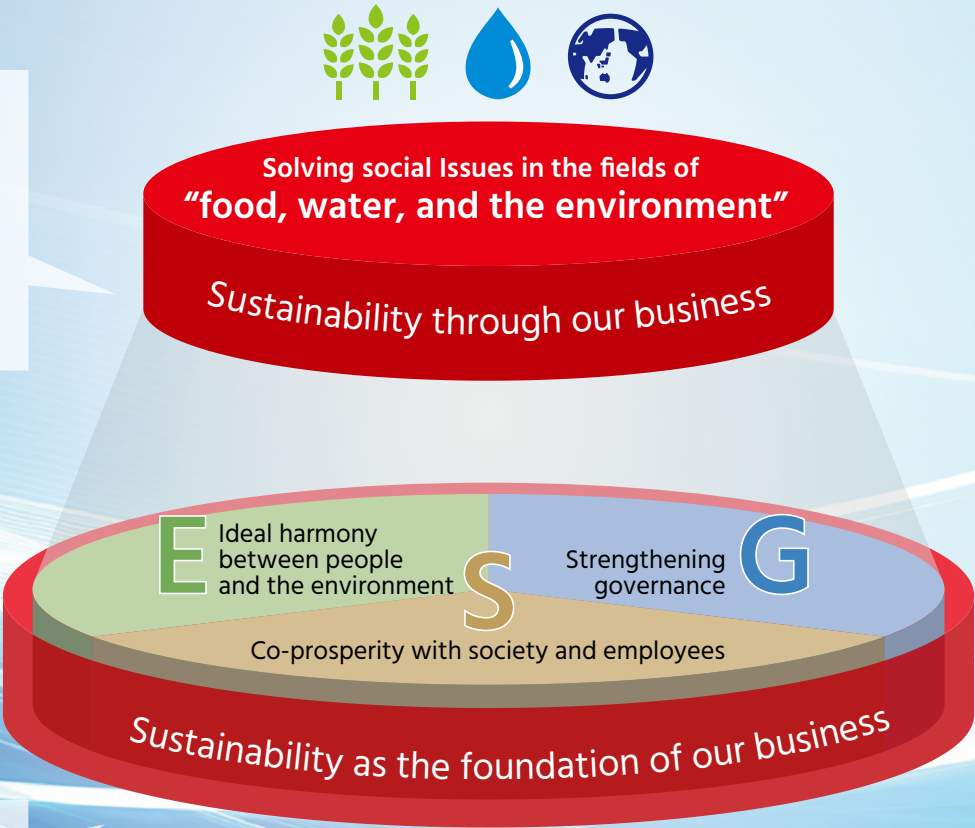 Solving social Issues in the fields of
“food, water, and the environment”
Sustainability through our business
E
Ideal harmony
between people
and the environment
S
Co-prosperity with society and employees
Strengthening
governance
G
Sustainability as the foundation of our business